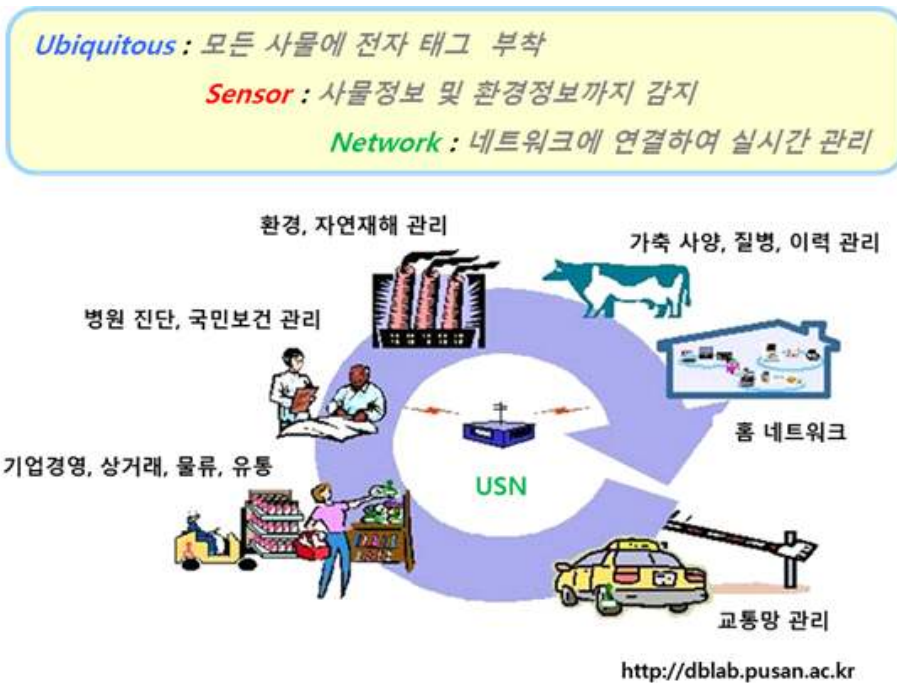 Ubiquitous : 모든 사물에 전자 태그 부착
Sensor : 사물정보 및 환경정보까지 감지
Network : 네트워크에 연결하여 실시간 관리
환경, 자연재해 관리
가축 사양, 질병, 이력 관리
병원 진단, 국민보건 관리
홈 네트워크
기업경영, 상거래, 물류, 유통
USN
교통망 관리
http://dblab.pusan.ac.kr